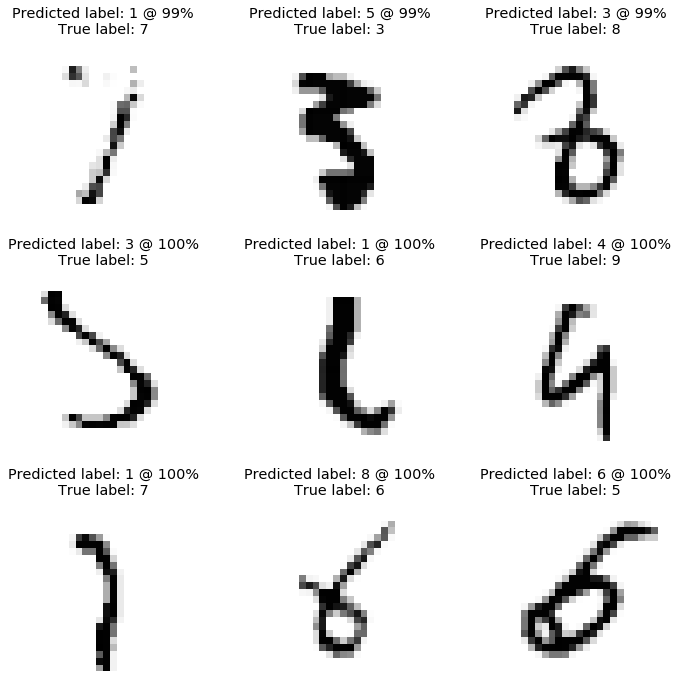 Predicted label: 1 @ 99%
True label: 7
Predicted label: 5 @ 99%
True label: 3
Predicted label: 3 @ 99%
True label: 8
Predicted label: 3 @ 100%
True label: 5
Predicted label: 1 @ 100%
True label: 6
Predicted label: 4 @ 100%
True label: 9
Predicted label: 1 @ 100%
True label: 7
Predicted label: 8 @ 100%
True label: 6
Predicted label: 6 @ 100%
True label: 5